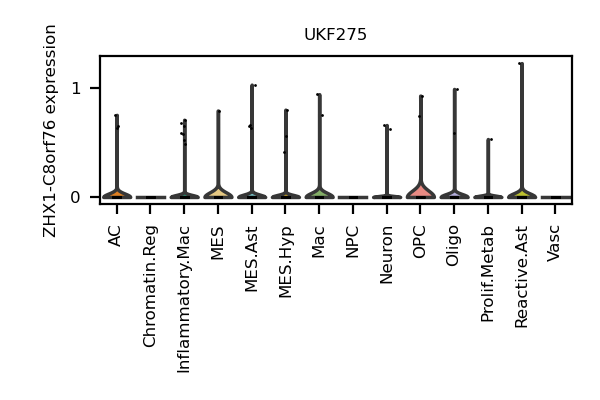 UKF275
ZHX1-C8orf76 expression
1
0
AC
Chromatin.Reg
Inflammatory.Mac
MES
MES.Ast
MES.Hyp
Mac
NPC
Neuron
OPC
Oligo
Prolif.Metab
Reactive.Ast
Vasc